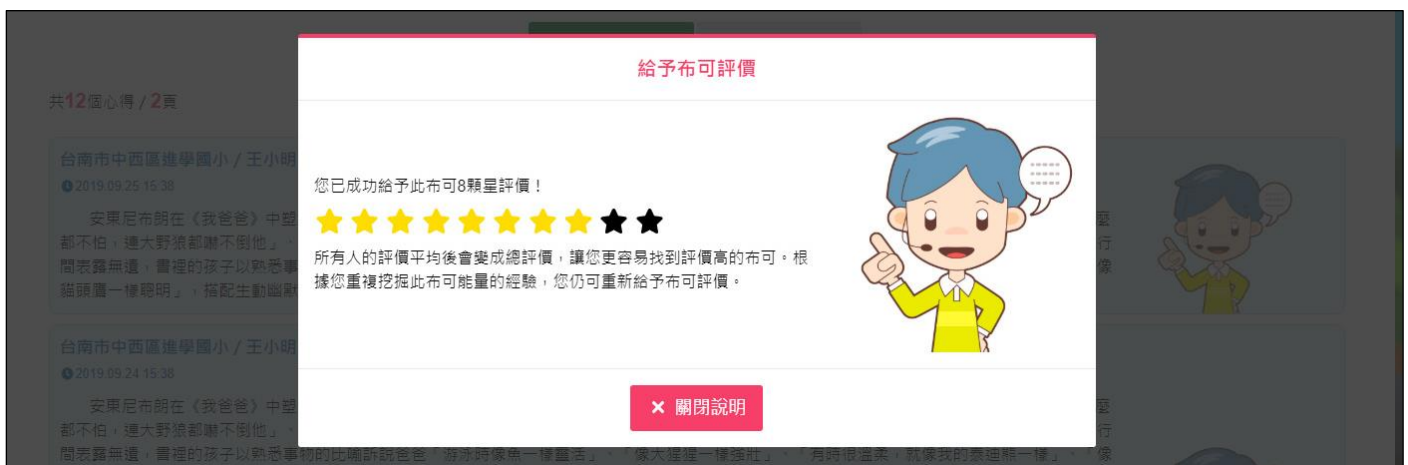 給予布可評價
共12個心得 / 2頁
台南市中西區進學國小 / 王小明
2019.09.25 15:38
您已成功給予此布可8顆星評價！
安東尼布朗在《我爸爸》中塑
麼
都不怕，連大野狼都嚇不倒他」、
行
所有人的評價平均後會變成總評價，讓您更容易找到評價高的布可。根
間表露無遺，書裡的孩子以熟悉事
像
據您重複挖掘此布可能量的經驗，您仍可重新給予布可評價。
貓頭鷹一樣聰明」，搭配生動幽默
台南市中西區進學國小 / 王小明
2019.09.24 15:38
關閉說明
安東尼布朗在《我爸爸》中塑
麼
都不怕，連大野狼都嚇不倒他」、
行
間表露無遺，書裡的孩子以熟悉事物的比喻訴說爸爸「游泳時像魚一樣靈活」、「像大猩猩一樣強壯」、「有時很溫柔，就像我的泰迪熊一樣」、「像